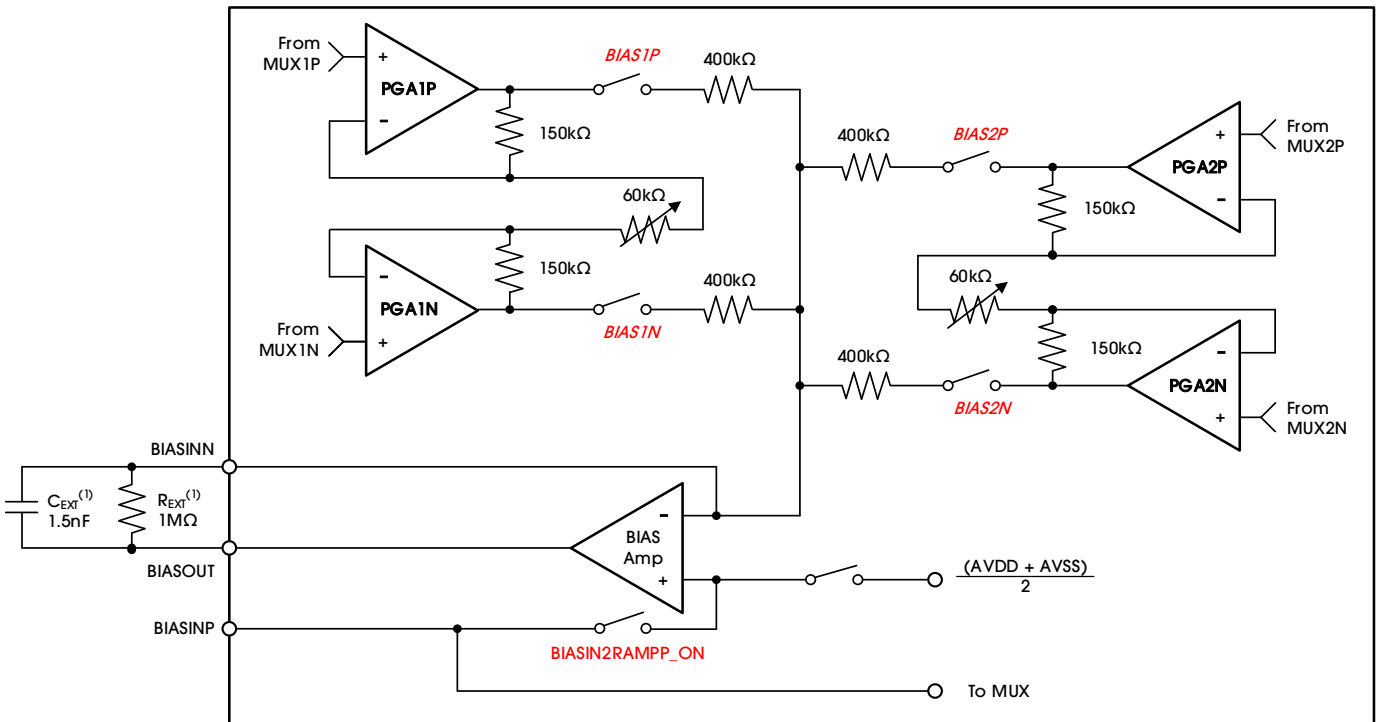 From
MUX1P
+
PGA1P
-
BIAS1P
400kΩ
150kΩ
60kΩ
-
PGA1N
+
150kΩ
400kΩ
BIAS1N
From
MUX1N
400kΩ
BIAS2P
+
PGA2P
-
From
MUX2P
150kΩ
60kΩ
400kΩ
BIAS2N
150kΩ
-
PGA2N
+
From
MUX2N
BIASINN
CEXT(1)
1.5nF
REXT(1)
1MΩ
BIASOUT
-
BIAS
Amp
+
(AVDD + AVSS)
2
BIASINP
BIASIN2RAMPP_ON
To MUX